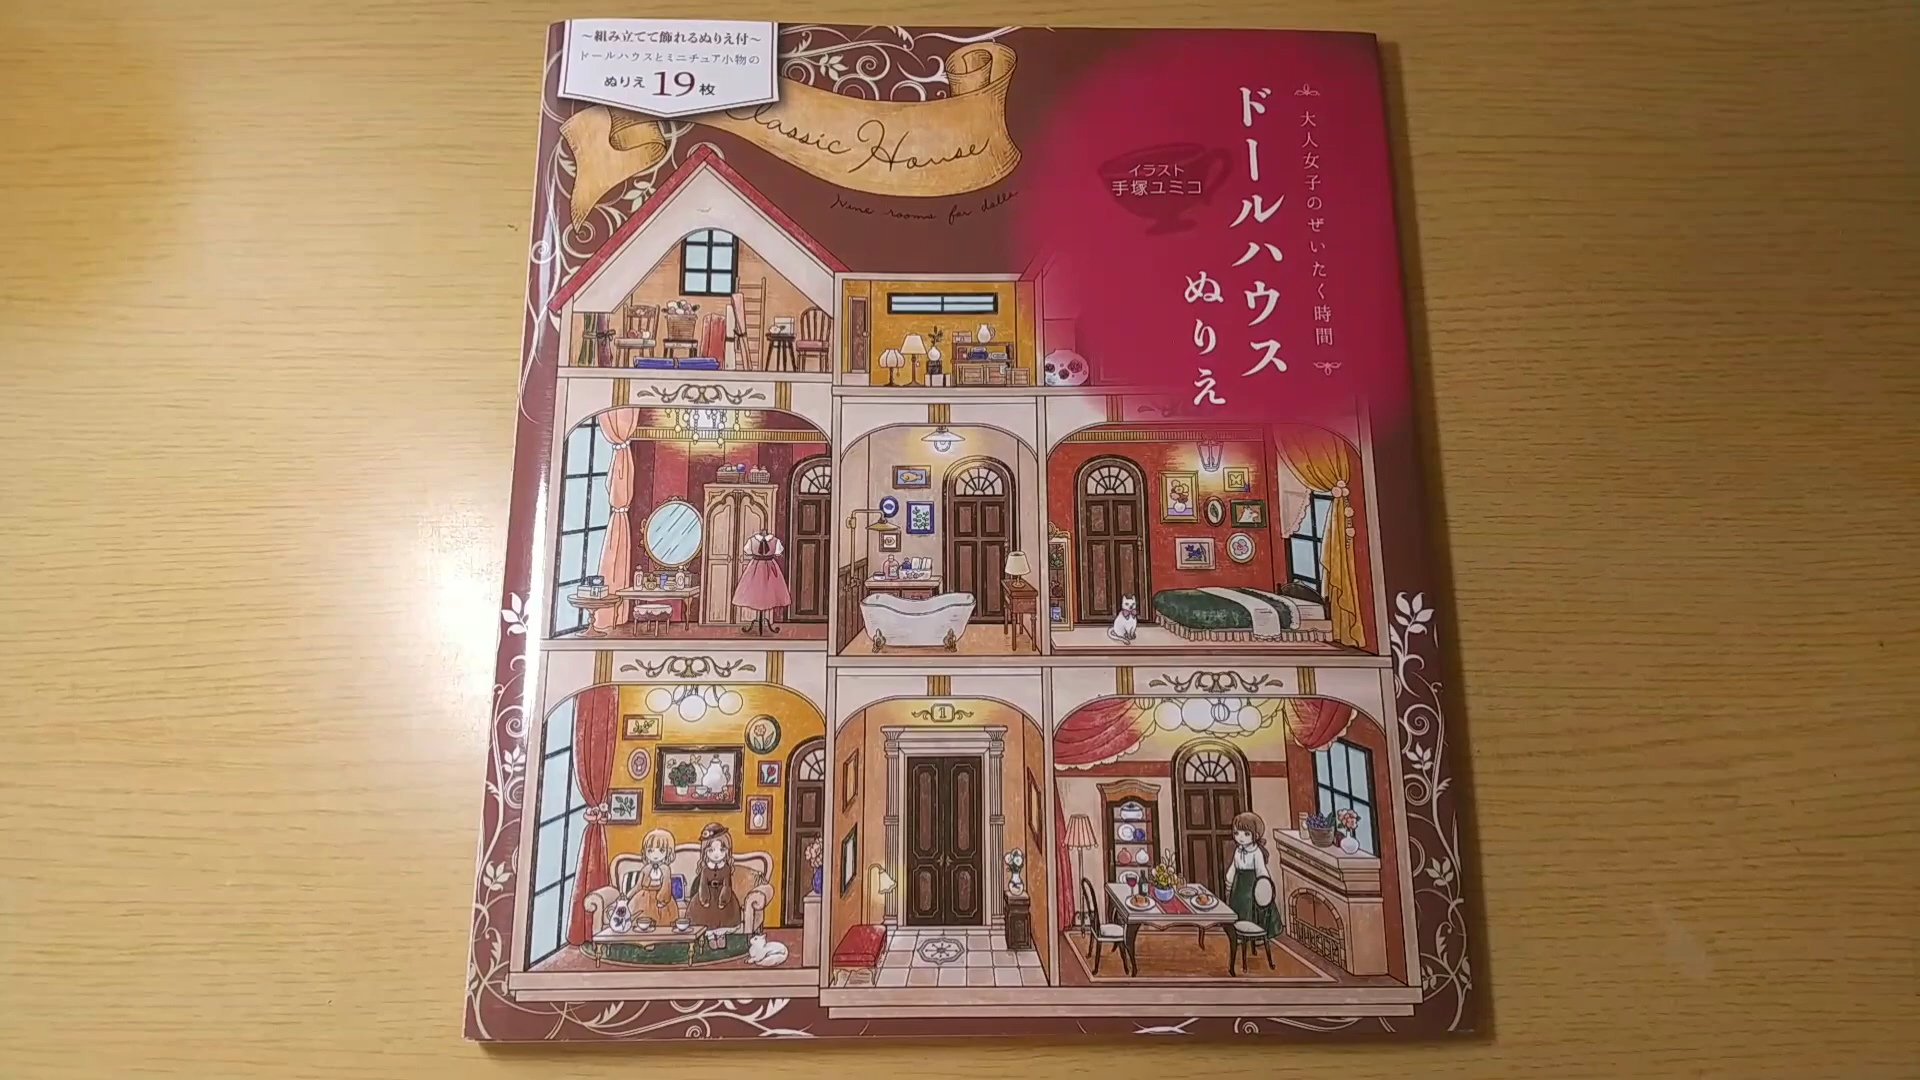 ~組み立てて飾れるぬりえ付~
ドールハウスとミニチュア小物の
ぬりえ19枚
Classic House
Nine rooms for dolls
大人女子のぜいたく時間
ドールハウス
ぬりえ
イラスト
手塚ユミコ
1